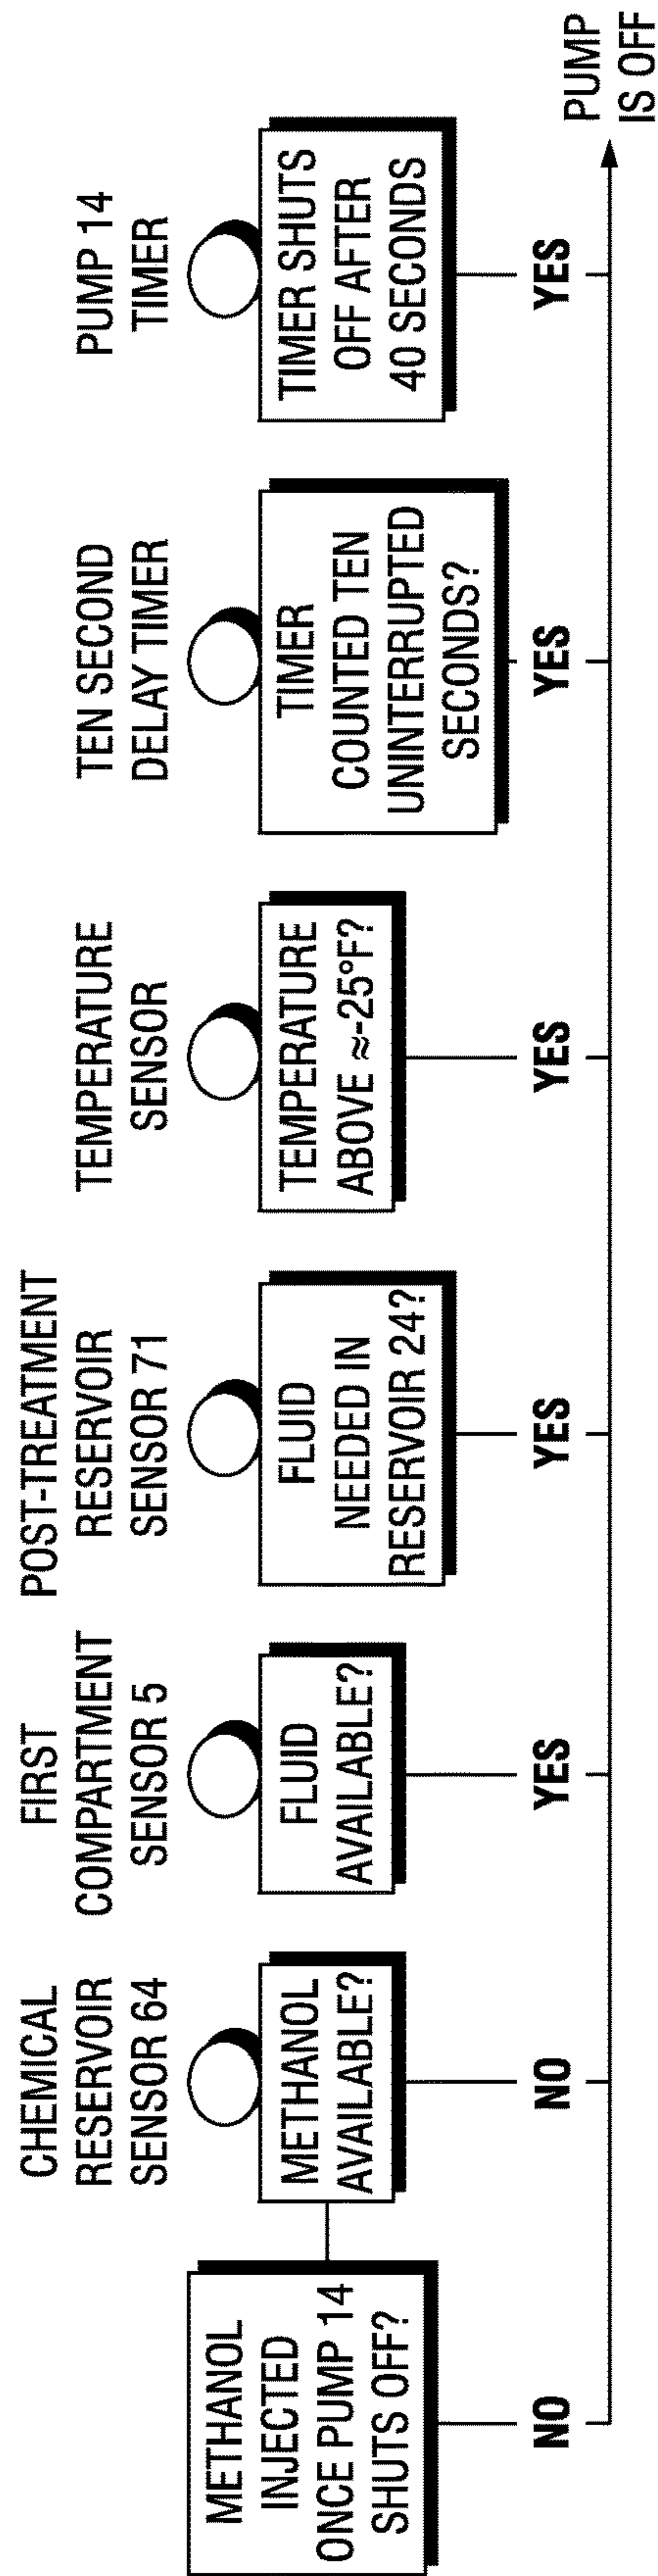 METHANOL
INJECTED
ONCE PUMP 14
SHUTS OFF?
NO
CHEMICAL
RESERVOIR
SENSOR 64
METHANOL
AVAILABLE?
NO
FIRST
COMPARTMENT
SENSOR 5
FLUID
AVAILABLE?
YES
POST-TREATMENT
RESERVOIR
SENSOR 71
FLUID
NEEDED IN
RESERVOIR 24?
YES
TEMPERATURE
SENSOR
TEMPERATURE
ABOVE ≈-25°F?
YES
TEN SECOND
DELAY TIMER
TIMER
COUNTED TEN
UNINTERRUPTED
SECONDS?
YES
PUMP 14
TIMER
TIMER SHUTS
OFF AFTER
40 SECONDS
YES
PUMP
IS OFF